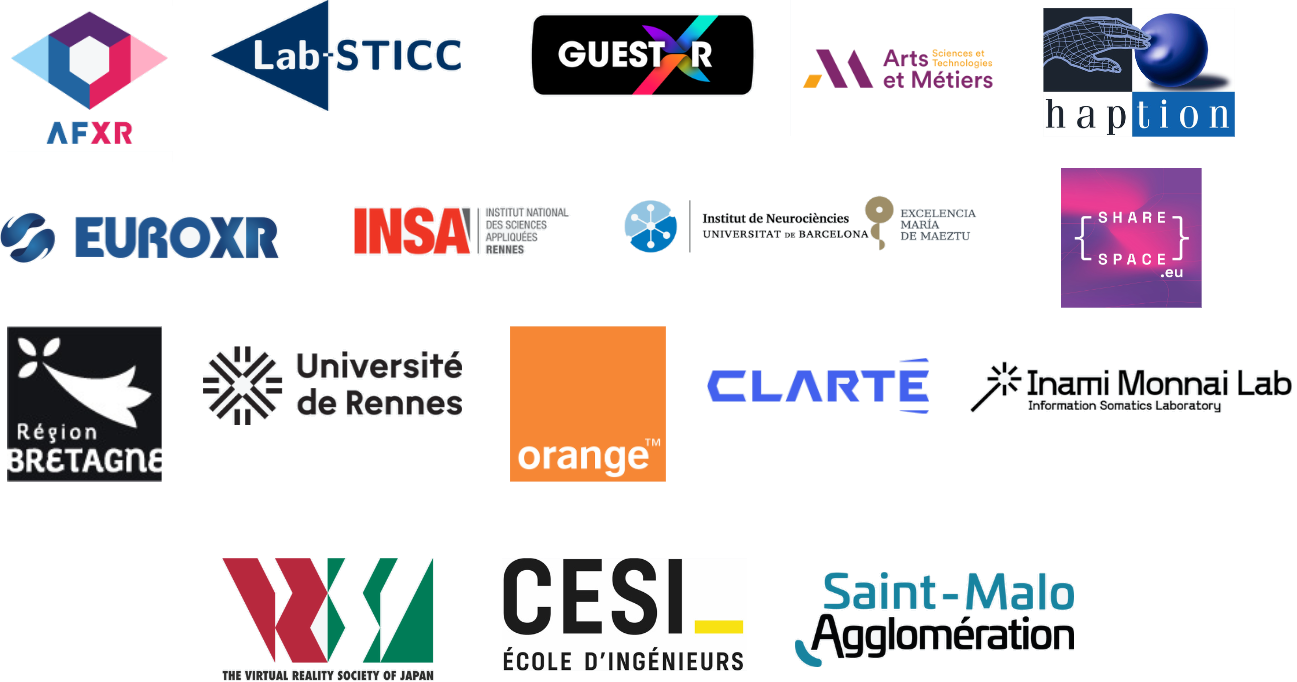 AFXR
Lab-STICC
GUESTXR
Arts
et Métiers
Sciences et
Technologies
haption
EUROXR
INSA
INSTITUT NATIONAL
DES SCIENCES
APPLIQUÉES
RENNES
Institut de Neurociències
UNIVERSITAT DE BARCELONA
EXCELENCIA
MARÍA
DE MAEZTU
SHARE
SPACE
.eu
Région
BRETAGNE
Université
de Rennes
orange™
CLARTÉ
Inami Monnai Lab
Information Somatics Laboratory
VRSJ
THE VIRTUAL REALITY SOCIETY OF JAPAN
CESI_
ÉCOLE D'INGÉNIEURS
Saint-Malo
Agglomération